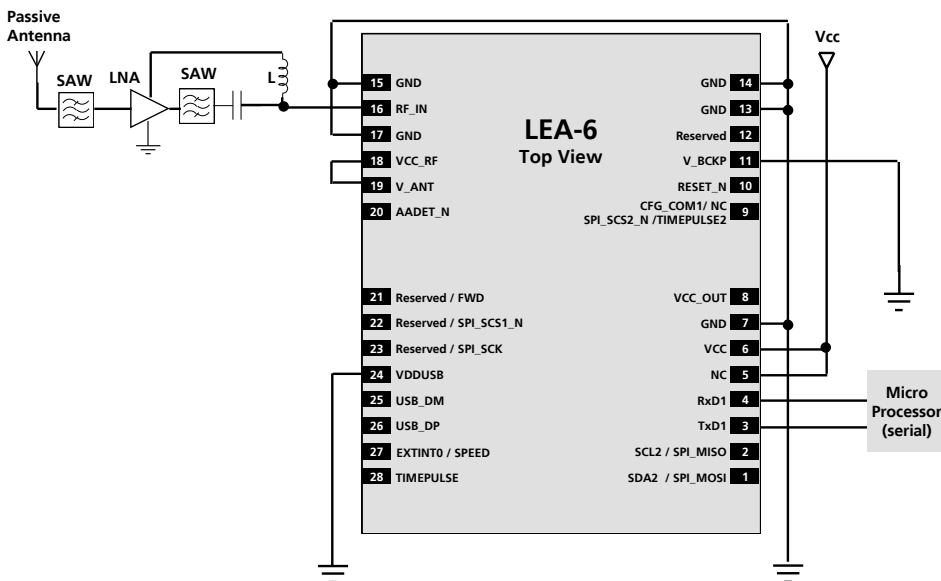 Passive
Antenna
SAW
LNA
SAW
L
Vcc
LEA-6
Top View
15 GND
16 RF_IN
17 GND
18 VCC_RF
19 V_ANT
20 AADET_N
21 Reserved / FWD
22 Reserved / SPI_SCS1_N
23 Reserved / SPI_SCK
24 VDDUSB
25 USB_DM
26 USB_DP
27 EXTINT0 / SPEED
28 TIMEPULSE
GND 14
GND 13
Reserved 12
V_BCKP 11
RESET_N 10
CFG_COM1/ NC
SPI_SCS2_N /TIMEPULSE2 9
VCC_OUT 8
GND 7
VCC 6
NC 5
RxD1 4
TxD1 3
SCL2 / SPI_MISO 2
SDA2 / SPI_MOSI 1
Micro
Processor
(serial)